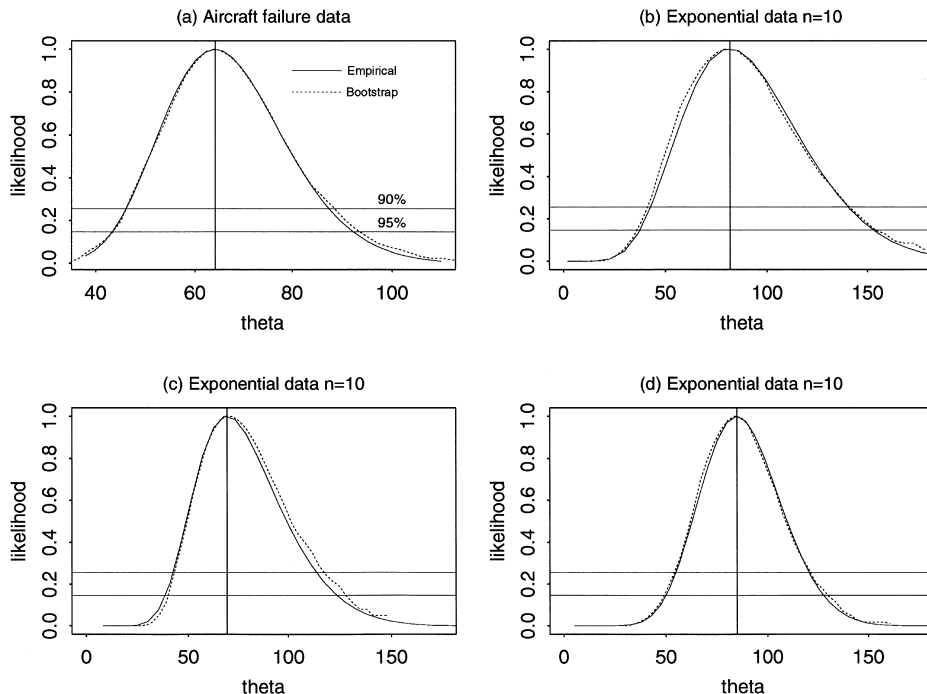 (a) Aircraft failure data
likelihood
0.0 0.2 0.4 0.6 0.8 1.0
Empirical
Bootstrap
90%
95%
40 60 80 100
theta
(b) Exponential data n=10
likelihood
0.0 0.2 0.4 0.6 0.8 1.0
0 50 100 150
theta
(c) Exponential data n=10
likelihood
0.0 0.2 0.4 0.6 0.8 1.0
0 50 100 150
theta
(d) Exponential data n=10
likelihood
0.0 0.2 0.4 0.6 0.8 1.0
0 50 100 150
theta